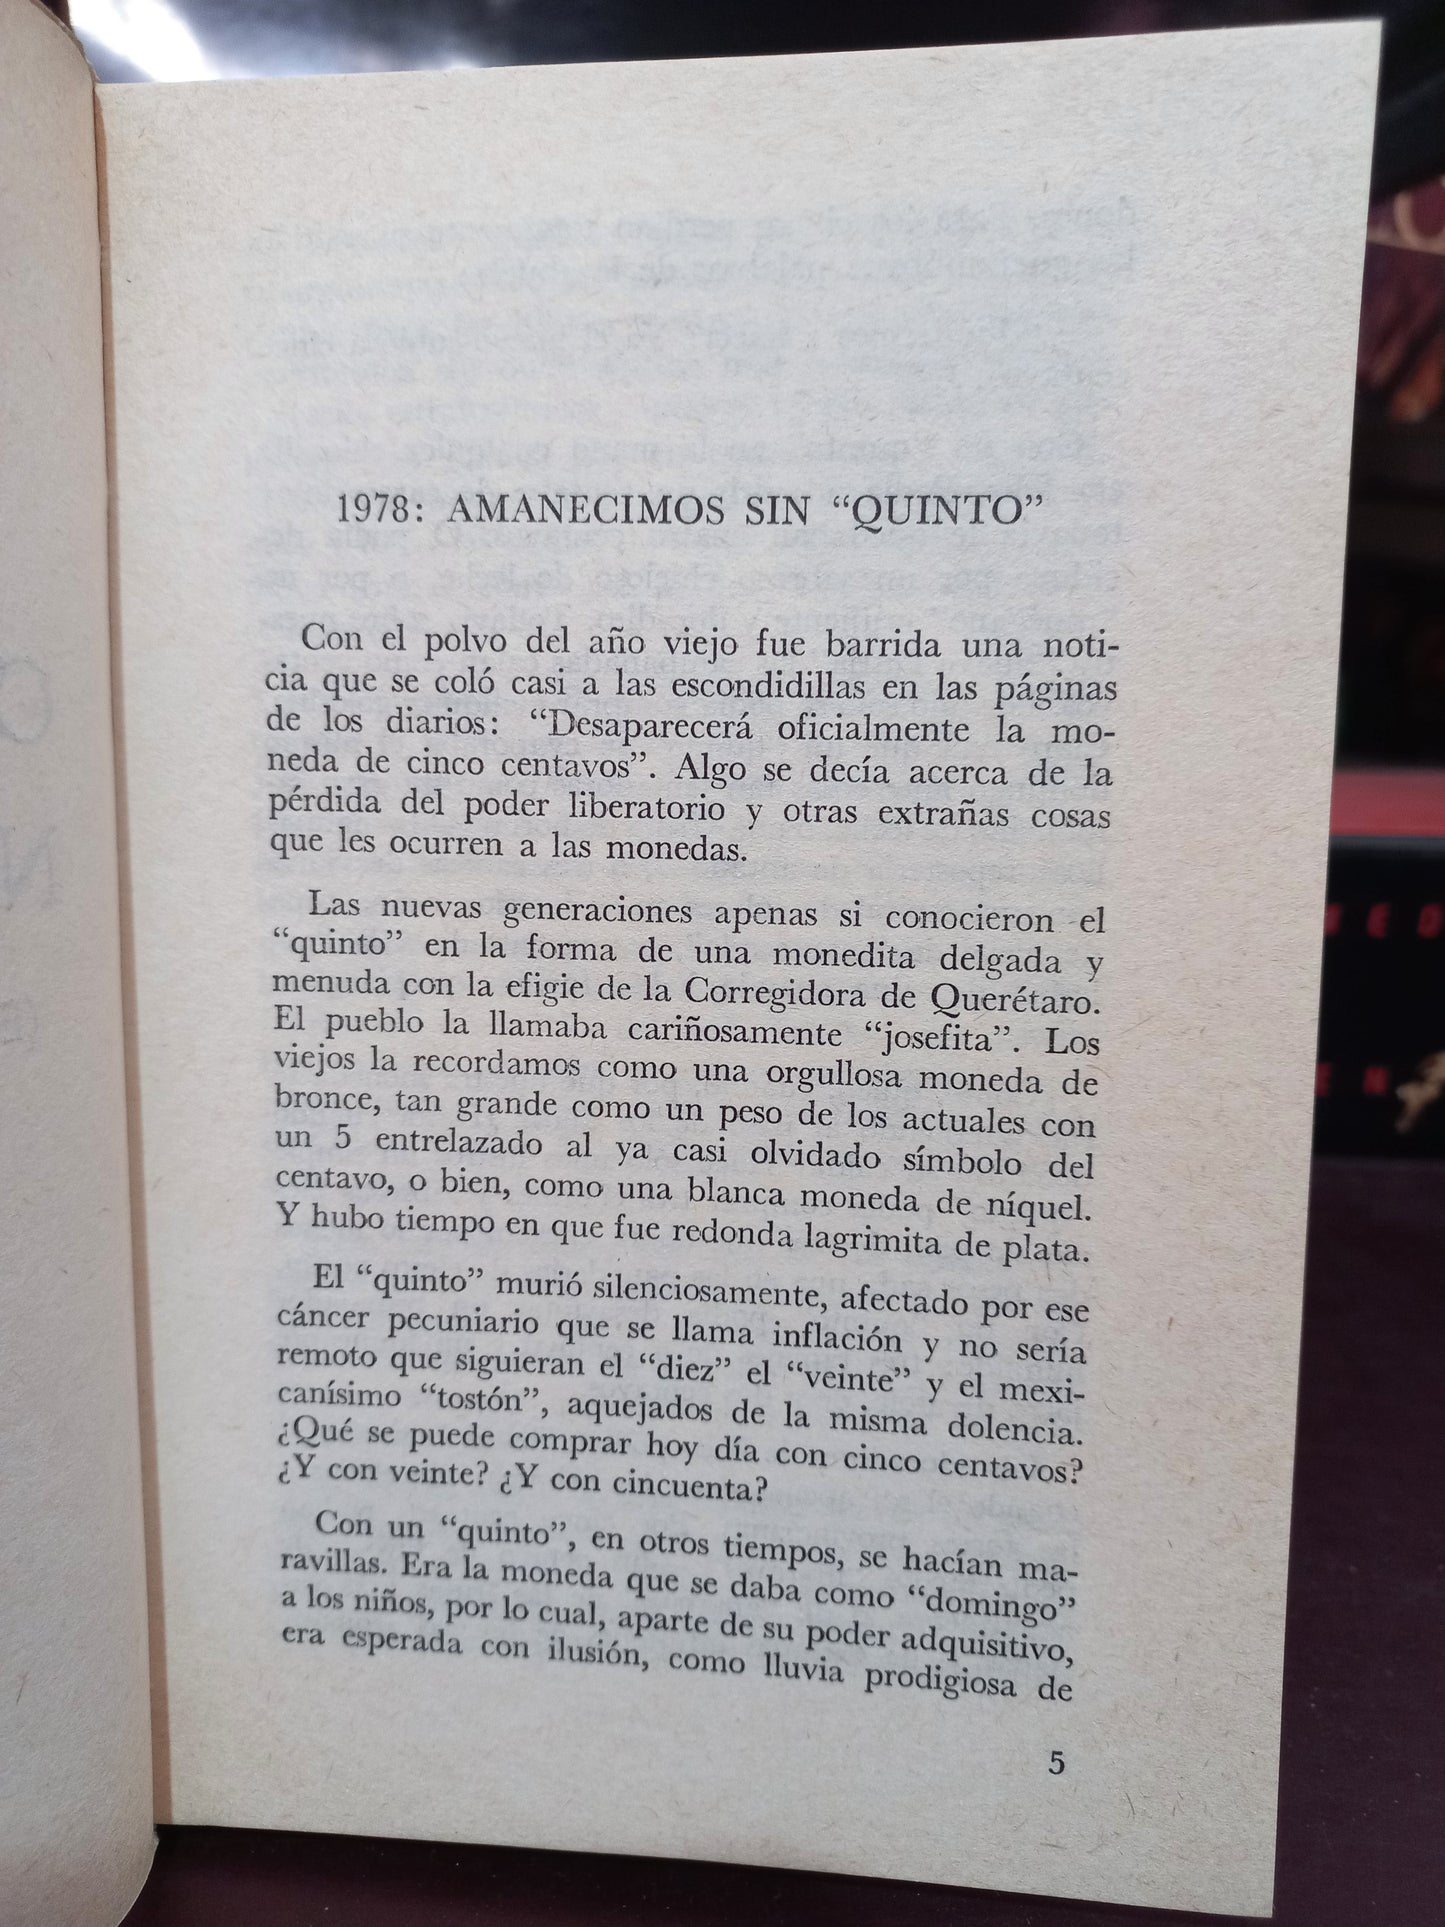 1978: AMANECIMOS SIN “QUINTO”
Con el polvo del año viejo fue barrida una noti-
cia que se coló casi a las escondidillas en las páginas
de los diarios: “Desaparecerá oficialmente la mo-
neda de cinco centavos”. Algo se decía acerca de la
pérdida del poder liberatorio y otras extrañas cosas
que les ocurren a las monedas.
Las nuevas generaciones apenas si conocieron el
“quinto” en la forma de una monedita delgada y
menuda con la efigie de la Corregidora de Querétaro.
El pueblo la llamaba cariñosamente “josefita”. Los
viejos la recordamos como una orgullosa moneda de
bronce, tan grande como un peso de los actuales con
un 5 entrelazado al ya casi olvidado símbolo del
centavo, o bien, como una blanca moneda de níquel.
Y hubo tiempo en que fue redonda lagrimita de plata.
El “quinto” murió silenciosamente, afectado por ese
cáncer pecuniario que se llama inflación y no sería
remoto que siguieran el “diez” el “veinte” y el mexi-
canísimo “tostón”, aquejados de la misma dolencia.
¿Qué se puede comprar hoy día con cinco centavos?
¿Y con veinte? ¿Y con cincuenta?
Con un “quinto”, en otros tiempos, se hacían ma-
ravillas. Era la moneda que se daba como “domingo”
a los niños, por lo cual, aparte de su poder adquisitivo,
era esperada con ilusión, como lluvia prodigiosa de
5